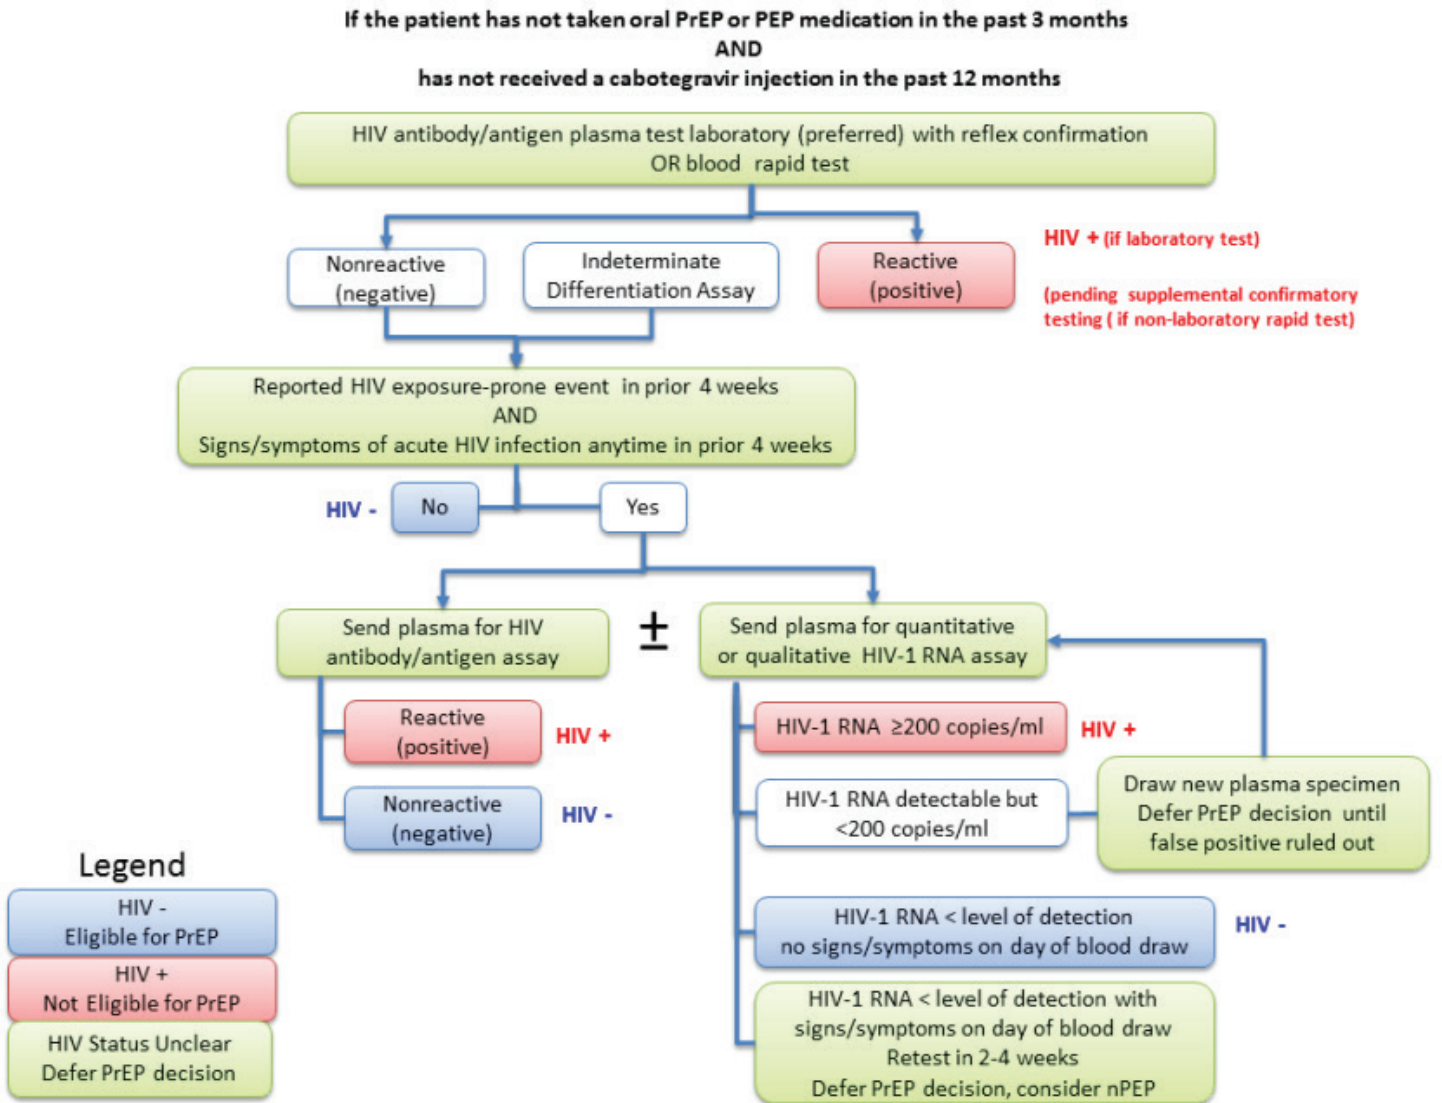 If the patient has not taken oral PrEP or PEP medication in the past 3 months
AND
has not received a cabotegravir injection in the past 12 months
HIV antibody/antigen plasma test laboratory (preferred) with reflex confirmation
OR blood rapid test
Nonreactive
(negative)
Indeterminate
Differentiation Assay
Reactive
(positive)
HIV + (if laboratory test)
(pending supplemental confirmatory
testing ( if non-laboratory rapid test)
Reported HIV exposure-prone event in prior 4 weeks
AND
Signs/symptoms of acute HIV infection anytime in prior 4 weeks
HIV -
No
Yes
Send plasma for HIV
antibody/antigen assay
±
Send plasma for quantitative
or qualitative HIV-1 RNA assay
Reactive
(positive)
HIV +
Nonreactive
(negative)
HIV -
HIV-1 RNA ≥200 copies/ml
HIV +
HIV-1 RNA detectable but
<200 copies/ml
Draw new plasma specimen
Defer PrEP decision until
false positive ruled out
HIV-1 RNA < level of detection
no signs/symptoms on day of blood draw
HIV -
HIV-1 RNA < level of detection with
signs/symptoms on day of blood draw
Retest in 2-4 weeks
Defer PrEP decision, consider nPEP
Legend
HIV -
Eligible for PrEP
HIV +
Not Eligible for PrEP
HIV Status Unclear
Defer PrEP decision